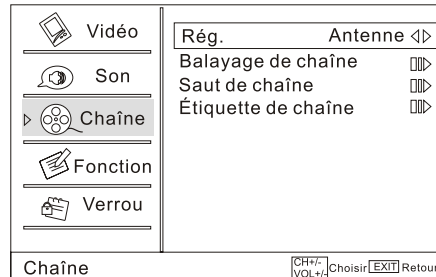 Vidéo
Son
Chaîne
Fonction
Verrou
Rég. Antenne
Balayage de chaîne
Saut de chaîne
Étiquette de chaîne
Chaîne
CH+/-
VOL+/- Choisir EXIT Retour